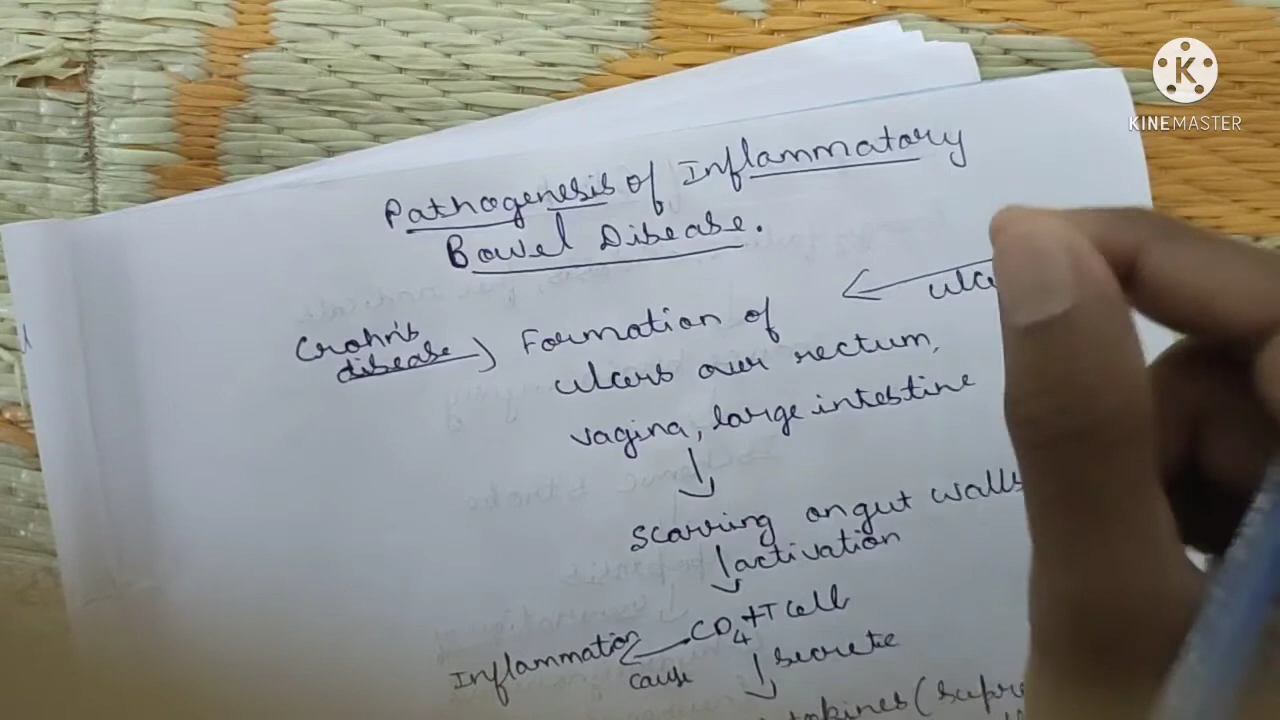 K
KINEMASTER
Pathogenesis of Inflammatory
Bowel Disease.
Crohn's
disease
Formation of
ulcers over rectum,
vagina, large intestine
scarring on gut walls
activation
CD4+T cell
Inflammation
cause
secrete